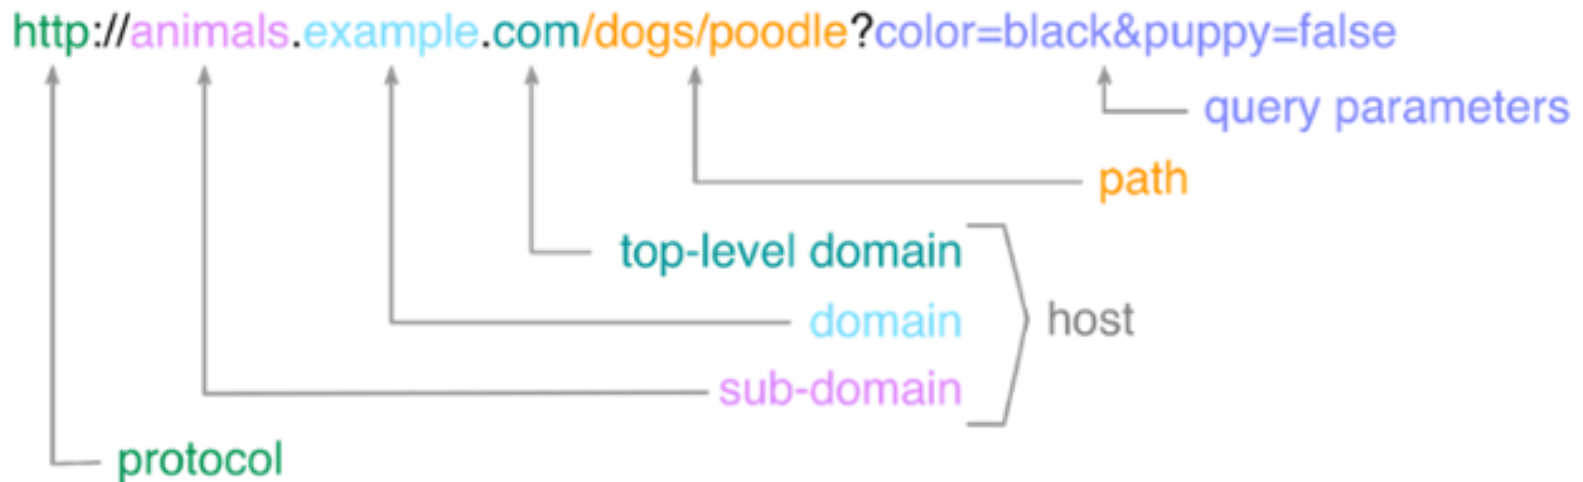 http://animals.example.com/dogs/poodle?color=black&puppy=false
query parameters
path
top-level domain
domain
host
sub-domain
protocol